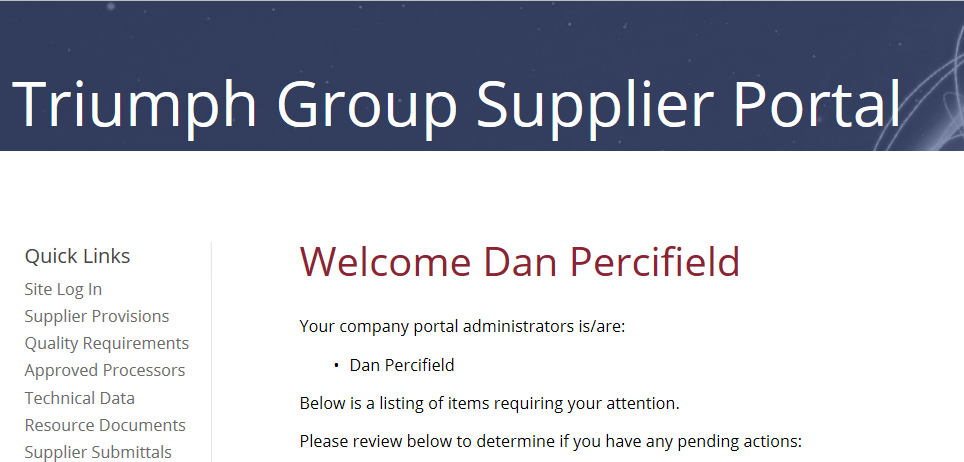 Triumph Group Supplier Portal
Quick Links
Site Log In
Supplier Provisions
Quality Requirements
Approved Processors
Technical Data
Resource Documents
Supplier Submittals
Welcome Dan Percifield
Your company portal administrators is/are:
• Dan Percifield
Below is a listing of items requiring your attention.
Please review below to determine if you have any pending actions: